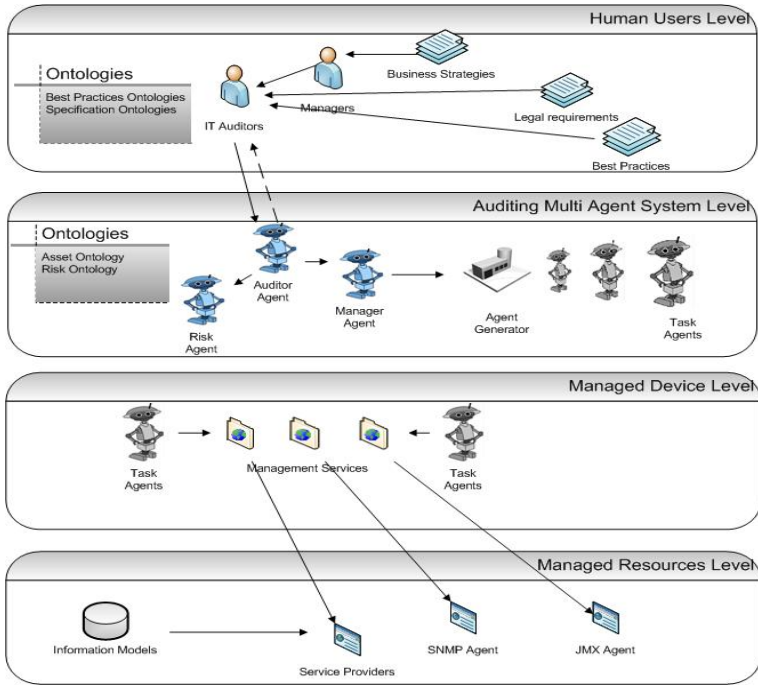 Human Users Level
Ontologies
Best Practices Ontologies
Specification Ontologies
IT Auditors
Managers
Business Strategies
Legal requirements
Best Practices
Auditing Multi Agent System Level
Ontologies
Asset Ontology
Risk Ontology
Auditor
Agent
Risk
Agent
Manager
Agent
Agent
Generator
Task
Agents
Managed Device Level
Task
Agents
Management Services
Task
Agents
Managed Resources Level
Information Models
Service Providers
SNMP Agent
JMX Agent